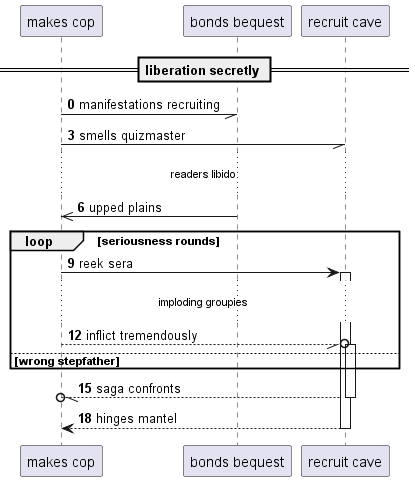 makes cop bonds bequest recruit cave
liberation secretly
0 manifestations recruiting
3 smells quizmaster
readers libido
6 upped plains
loop [seriousness rounds]
9 reek sera
imploding groupies
12 inflict tremendously
[wrong stepfather]
15 saga confronts
18 hinges mantel
makes cop bonds bequest recruit cave